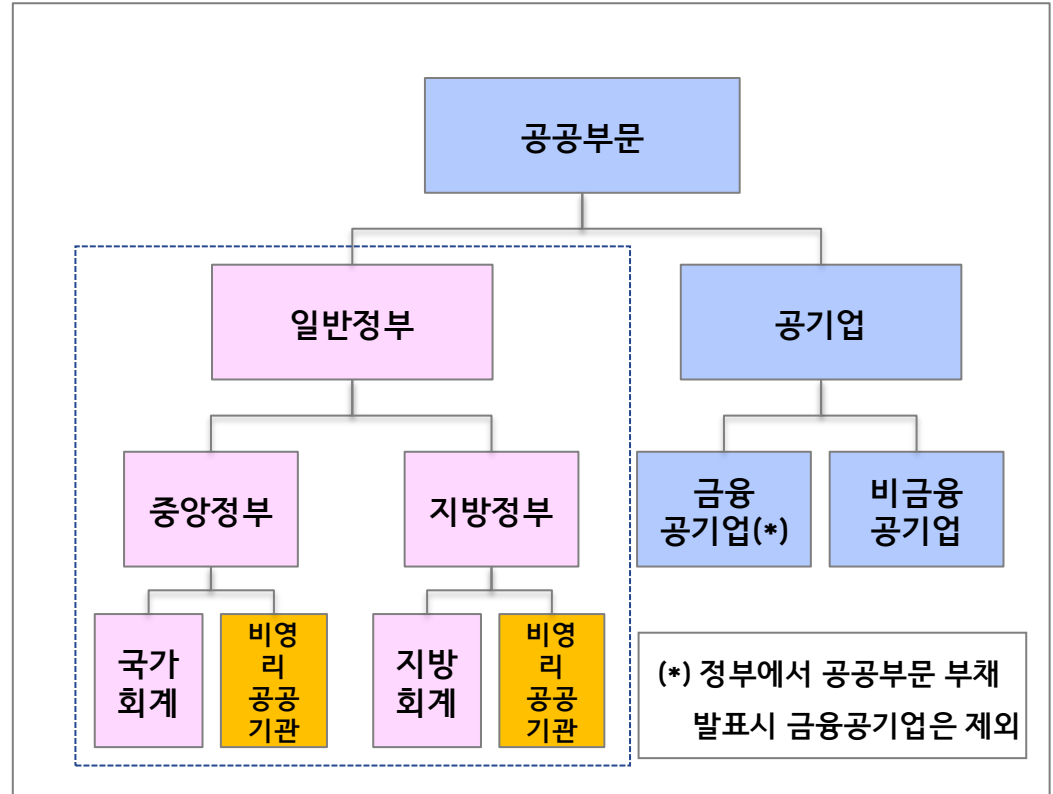 공공부문
일반정부
공기업
중앙정부
지방정부
금융
공기업(*)
비금융
공기업
국가
회계
비영
리
공공
기관
지방
회계
비영
리
공공
기관
(*) 정부에서 공공부문 부채
발표시 금융공기업은 제외